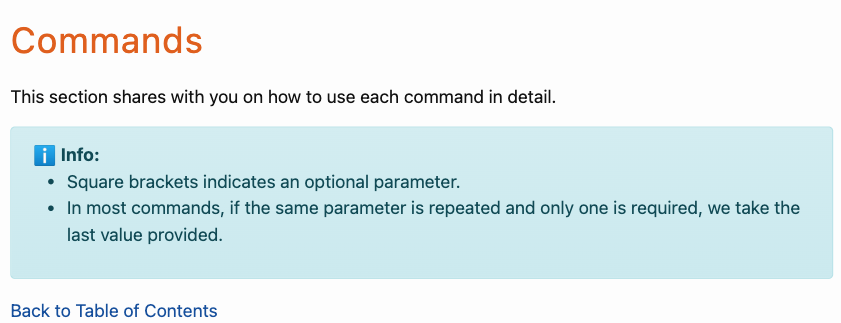 Commands
This section shares with you on how to use each command in detail.
ℹ️ Info:
• Square brackets indicates an optional parameter.
• In most commands, if the same parameter is repeated and only one is required, we take the
last value provided.
Back to Table of Contents